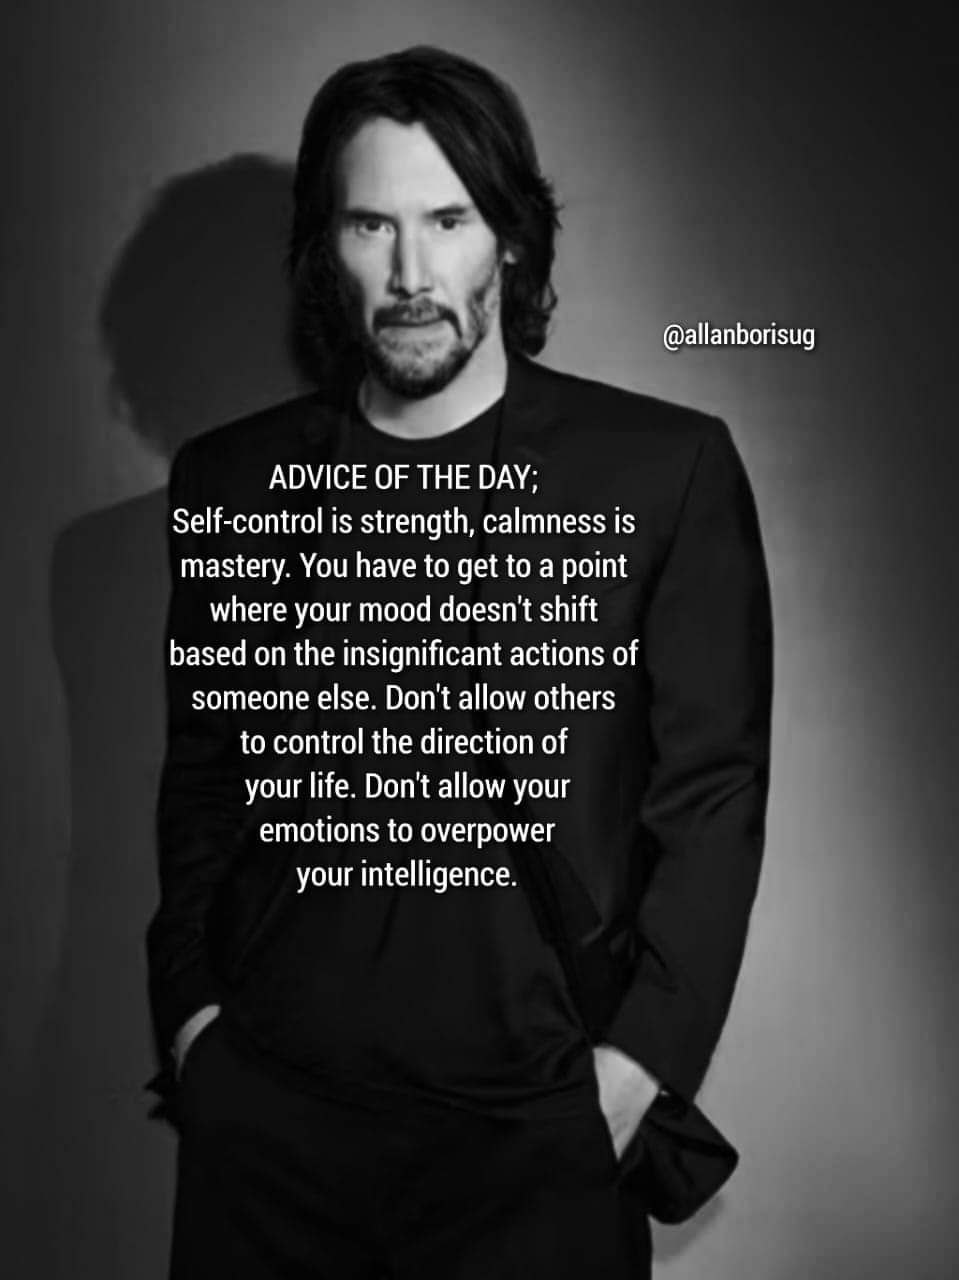 @allanborisug
ADVICE OF THE DAY;
Self-control is strength, calmness is
mastery. You have to get to a point
where your mood doesn't shift
based on the insignificant actions of
someone else. Don't allow others
to control the direction of
your life. Don't allow your
emotions to overpower
your intelligence.